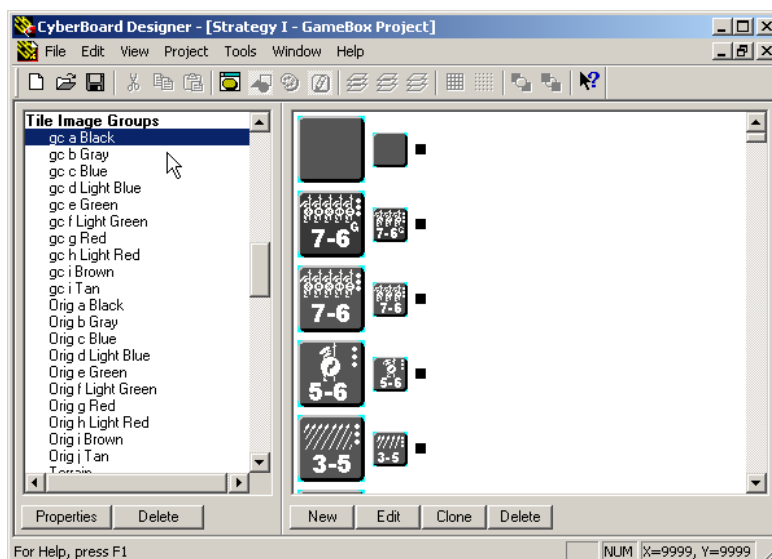 CyberBoard Designer - [Strategy I - GameBox Project]
File Edit View Project Tools Window Help
Tile Image Groups
gc a Black
gc b Gray
gc c Blue
gc d Light Blue
gc e Green
gc f Light Green
gc g Red
gc h Light Red
gc i Brown
gc i Tan
Orig a Black
Orig b Gray
Orig c Blue
Orig d Light Blue
Orig e Green
Orig f Light Green
Orig g Red
Orig h Light Red
Orig i Brown
Orig j Tan
Terrain
7-6 G 7-6 G
7-6 7-6
5-6 5-6
3-5 3-5
Properties Delete New Edit Clone Delete
For Help, press F1 NUM X=9999, Y=9999